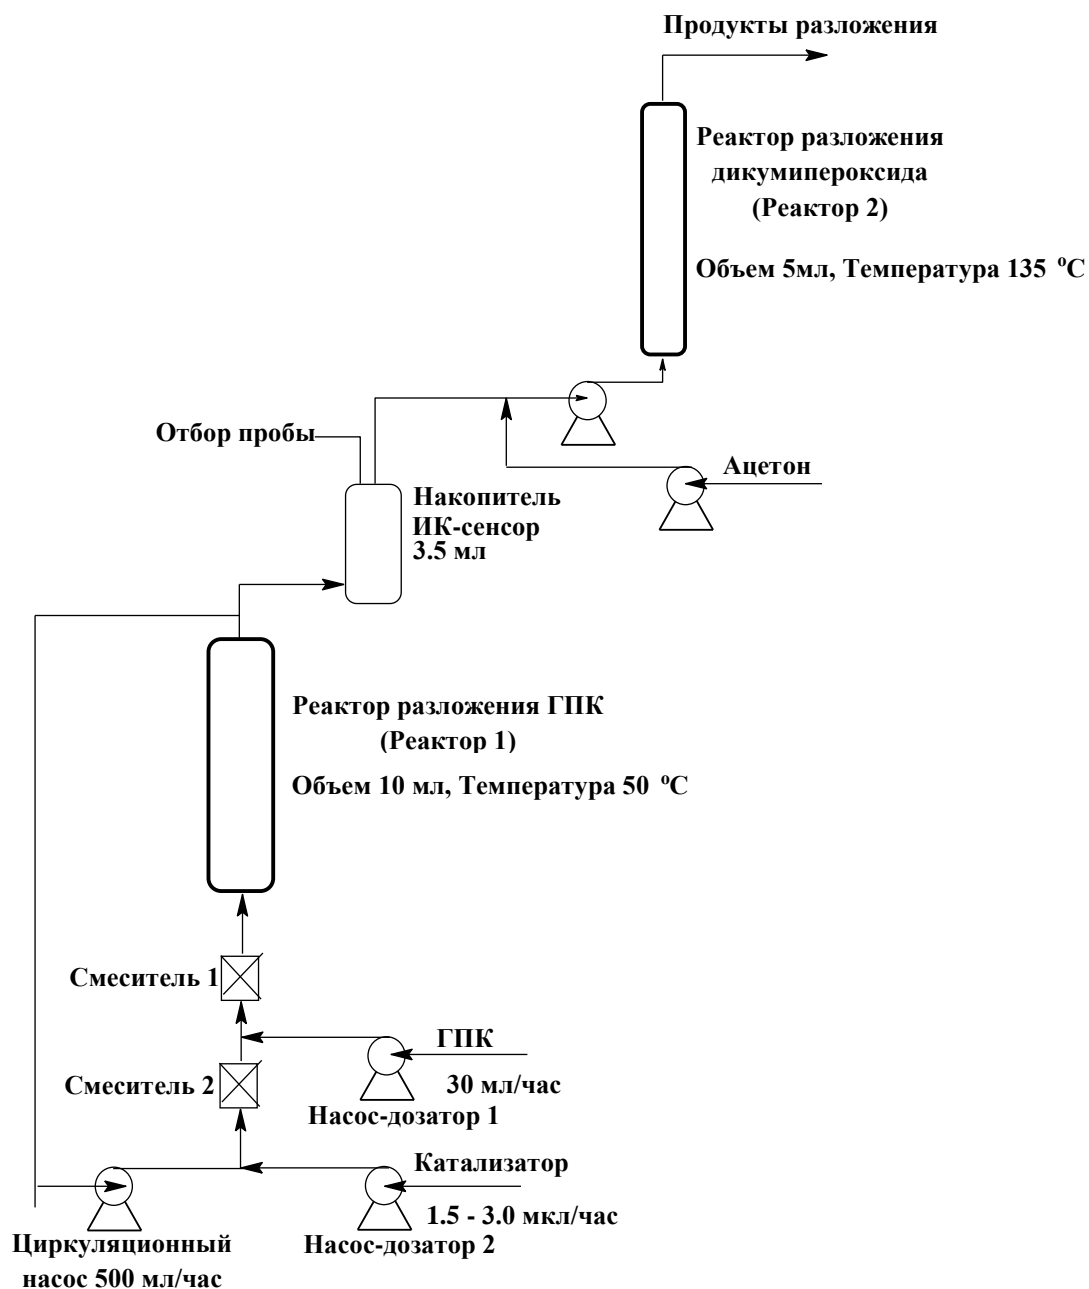 Продукты разложения
Реактор разложения
дикумипероксида
(Реактор 2)
Объем 5мл, Температура 135 °С
Отбор пробы
Ацетон
Накопитель
ИК-сенсор
3.5 мл
Реактор разложения ГПК
(Реактор 1)
Объем 10 мл, Температура 50 °С
Смеситель 1
ГПК
Смеситель 2
30 мл/час
Насос-дозатор 1
Катализатор
1.5 - 3.0 мкл/час
Циркуляционный
насос 500 мл/час
Насос-дозатор 2